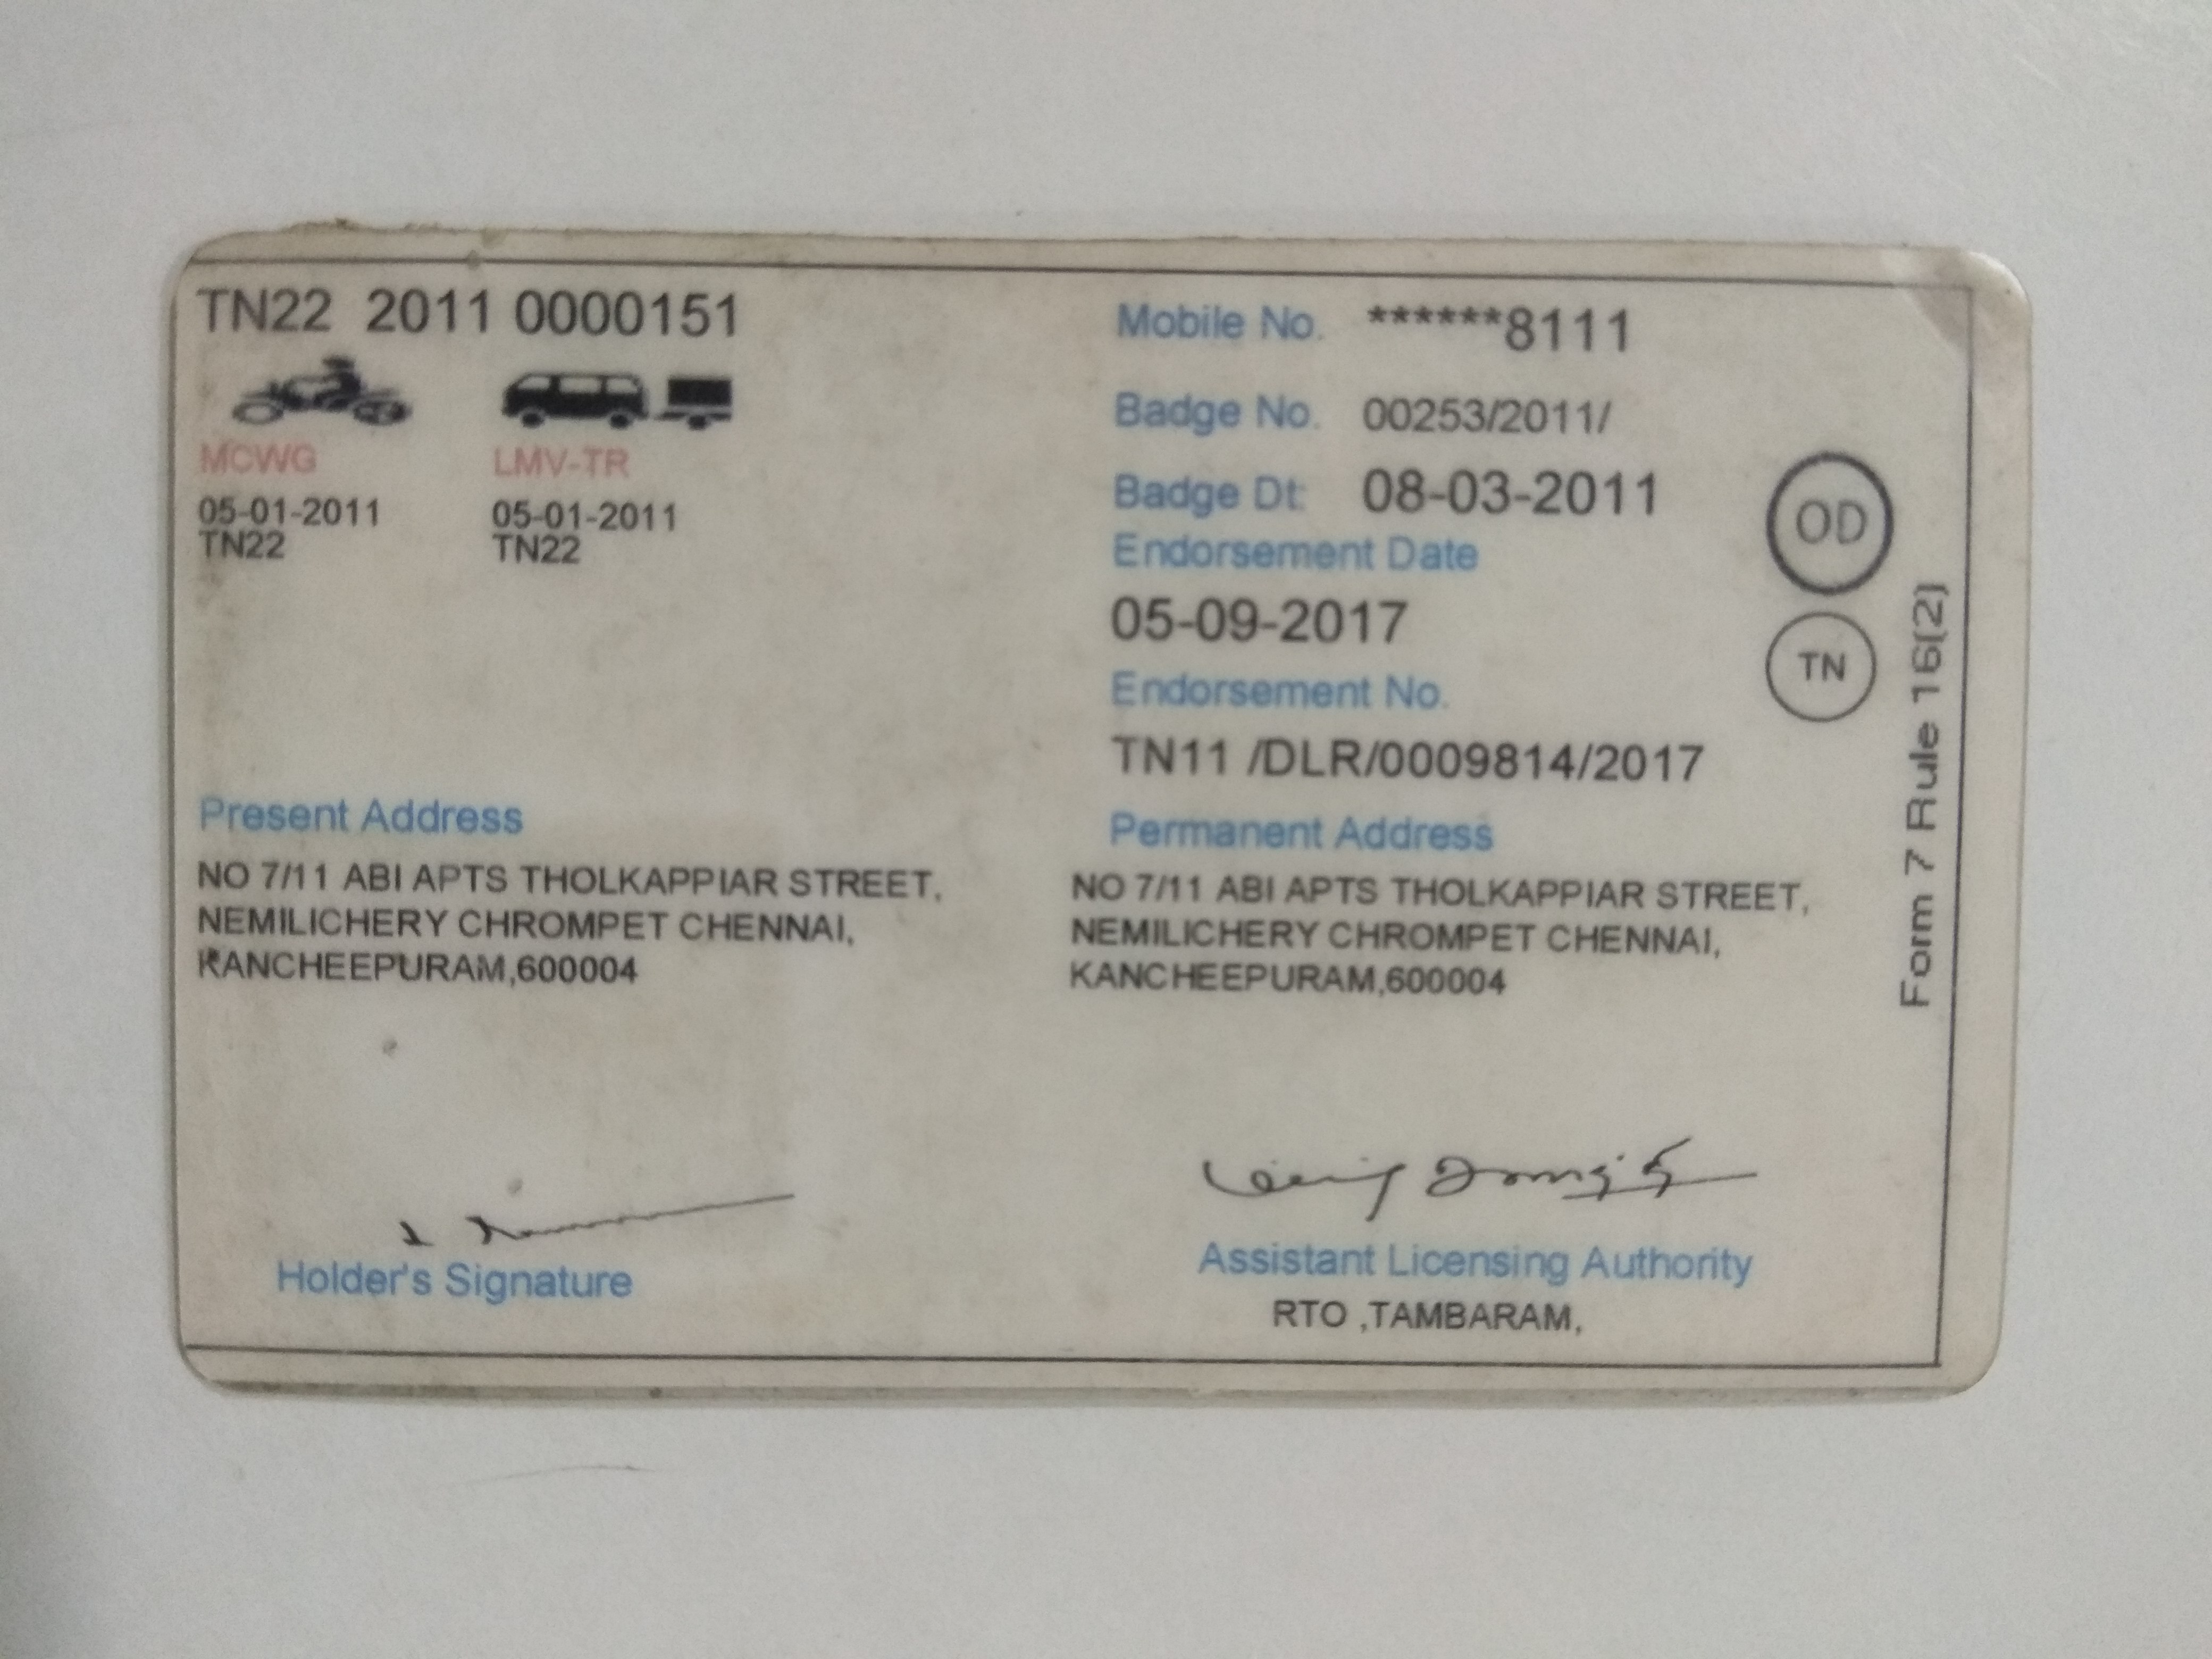 TN22 2011 0000151
MCWG
05-01-2011
TN22
LMV-TR
05-01-2011
TN22
Mobile No. ******8111
Badge No. 00253/2011/
Badge Dt: 08-03-2011
Endorsement Date
05-09-2017
Endorsement No.
TN11 /DLR/0009814/2017
OD
TN
Form 7 Rule 16(2)
Present Address
NO 7/11 ABI APTS THOLKAPPIAR STREET,
NEMILICHERY CHROMPET CHENNAI,
KANCHEEPURAM,600004
Permanent Address
NO 7/11 ABI APTS THOLKAPPIAR STREET,
NEMILICHERY CHROMPET CHENNAI,
KANCHEEPURAM,600004
Holder's Signature
Assistant Licensing Authority
RTO ,TAMBARAM,